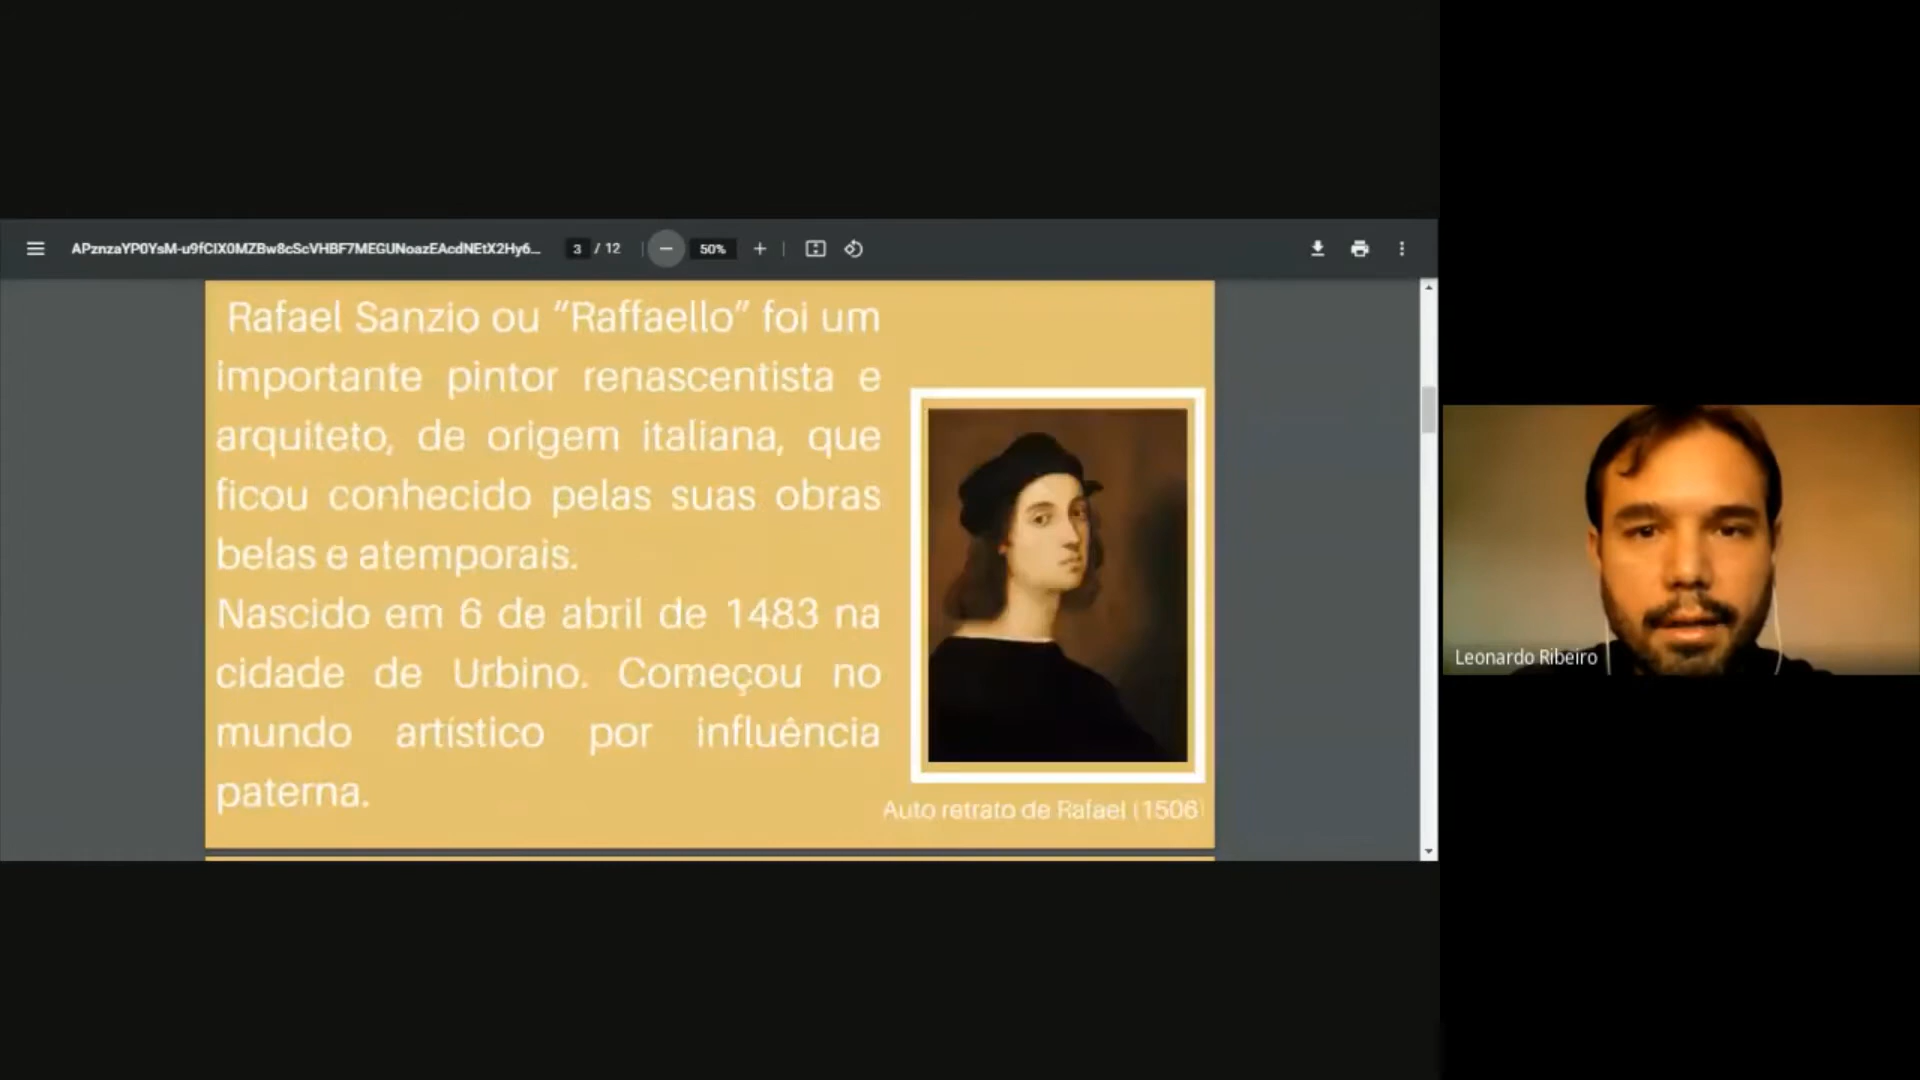 APznzaYP0YsM-u9fClX0MZBw8cScVHBF7MEGUNoazEAcdNEtX2Hy6... 3 / 12 50%
Rafael Sanzio ou “Raffaello” foi um
importante pintor renascentista e
arquiteto, de origem italiana, que
ficou conhecido pelas suas obras
belas e atemporais.
Nascido em 6 de abril de 1483 na
cidade de Urbino. Começou no
mundo artístico por influência
paterna.
Auto retrato de Rafael (1506)
Leonardo Ribeiro